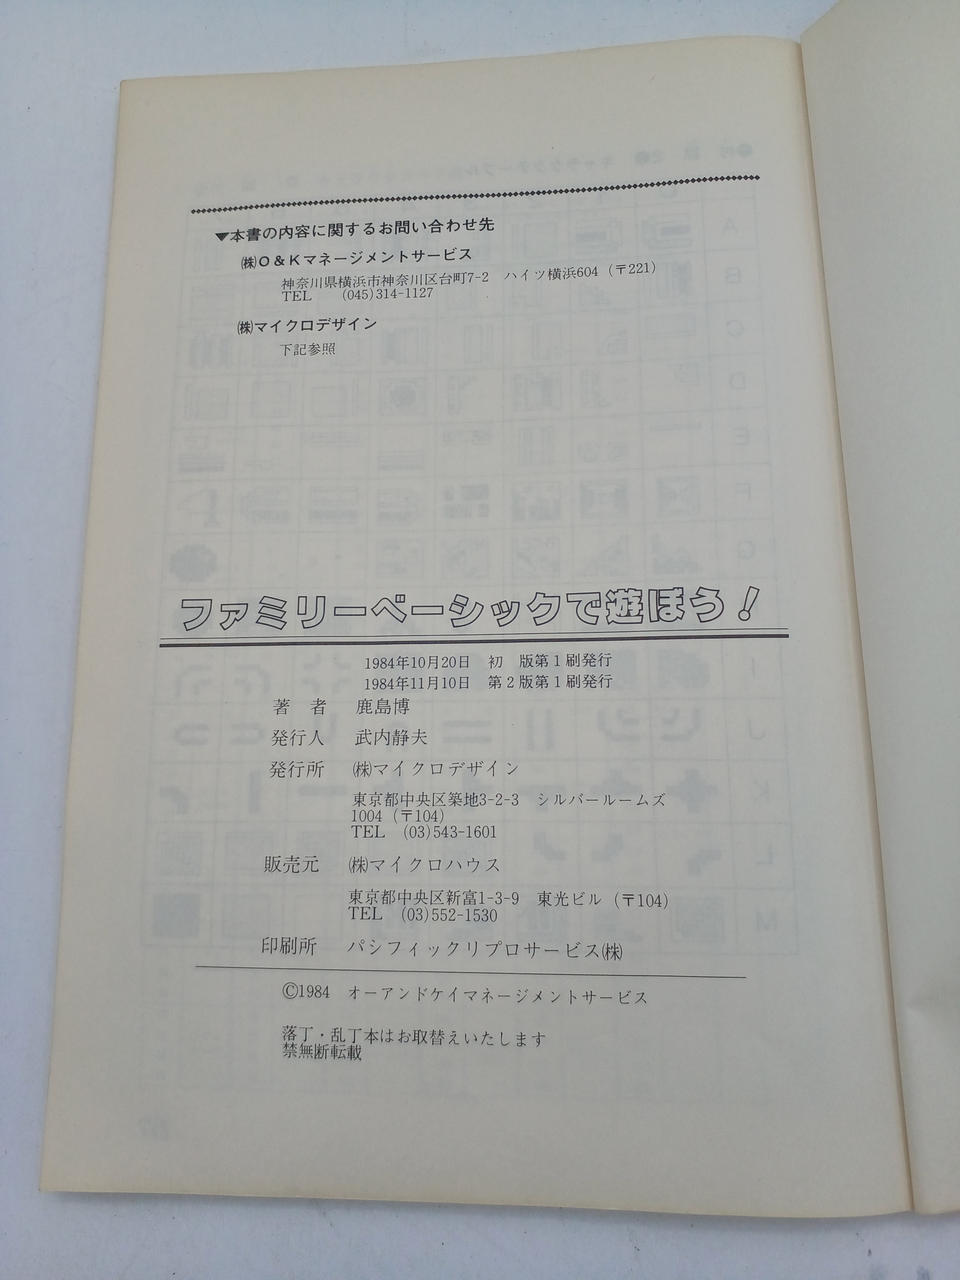 ▼本書の内容に関するお問い合わせ先
㈱O&Kマネージメントサービス
神奈川県横浜市神奈川区台町7-2　ハイツ横浜604（〒221）
TEL　(045)314-1127
㈱マイクロデザイン
下記参照
ファミリーベーシックで遊ぼう！
1984年10月20日　初　版第1刷発行
1984年11月10日　第2版第1刷発行
著　者　鹿島博
発行人　武内静夫
発行所　㈱マイクロデザイン
東京都中央区築地3-2-3　シルバールームズ
1004（〒104）
TEL　(03)543-1601
販売元　㈱マイクロハウス
東京都中央区新富1-3-9　東光ビル（〒104）
TEL　(03)552-1530
印刷所　パシフィックリプロサービス㈱
©1984　オーアンドケイマネージメントサービス
落丁・乱丁本はお取替えいたします
禁無断転載